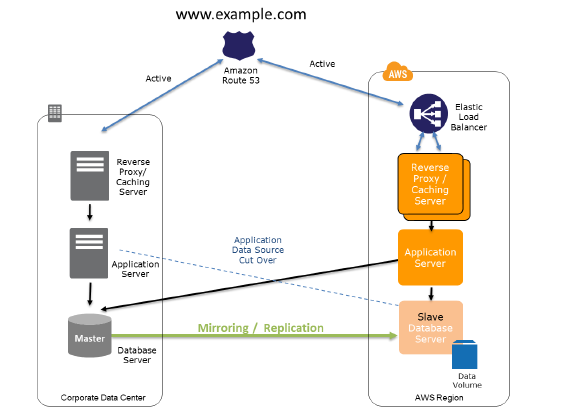 www.example.com
Amazon
Route 53
Active
Active
AWS
Elastic
Load
Balancer
Reverse
Proxy/
Caching
Server
Reverse
Proxy /
Caching
Server
Application
Server
Application
Data Source
Cut Over
Application
Server
Master
Database
Server
Mirroring / Replication
Slave
Database
Server
Data
Volume
Corporate Data Center
AWS Region